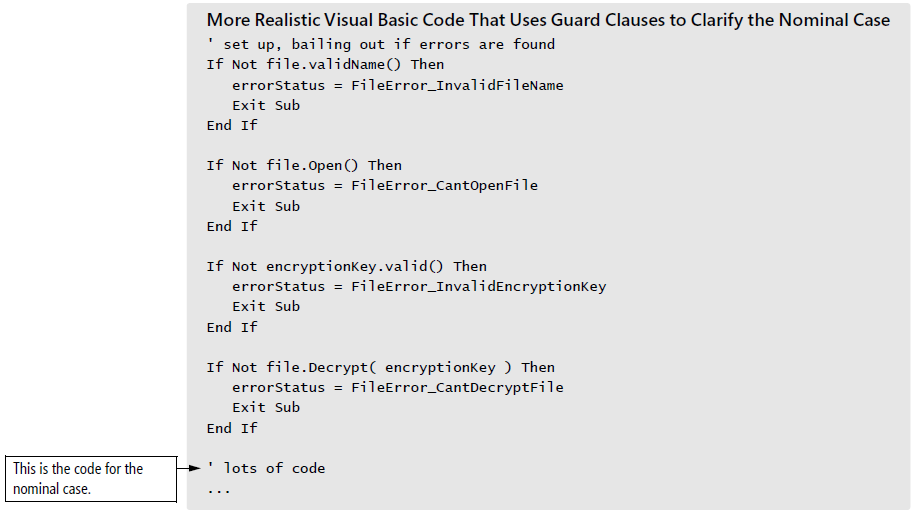 More Realistic Visual Basic Code That Uses Guard Clauses to Clarify the Nominal Case
' set up, bailing out if errors are found
If Not file.validName() Then
   errorStatus = FileError_InvalidFileName
   Exit Sub
End If

If Not file.Open() Then
   errorStatus = FileError_CantOpenFile
   Exit Sub
End If

If Not encryptionKey.valid() Then
   errorStatus = FileError_InvalidEncryptionKey
   Exit Sub
End If

If Not file.Decrypt( encryptionKey ) Then
   errorStatus = FileError_CantDecryptFile
   Exit Sub
End If

This is the code for the
nominal case.
' lots of code
...